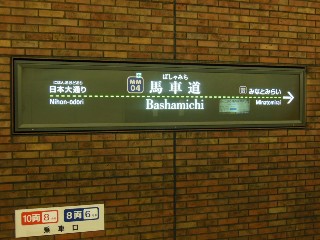 にほんおおどおり
日本大通り
Nihon-odori
MM
04
ばしゃみち
馬車道
Bashamichi
みなとみらい
Minatomirai
10両 8 8両 6
乗車口